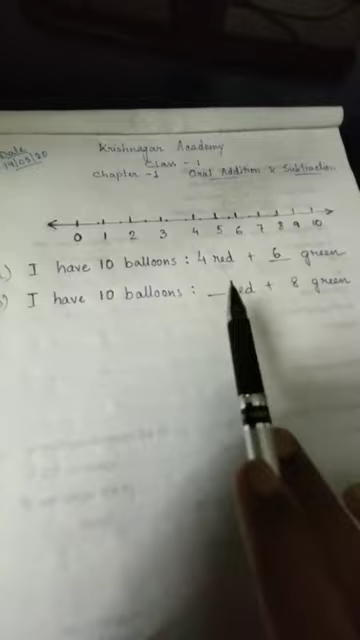 Date
14/05/20
Krishnagar Academy
Class - 1
Chapter -1 Oral Addition & Subtraction
0 1 2 3 4 5 6 7 8 9 10
I have 10 balloons : 4 red + 6 green
) I have 10 balloons : _ red + 8 green